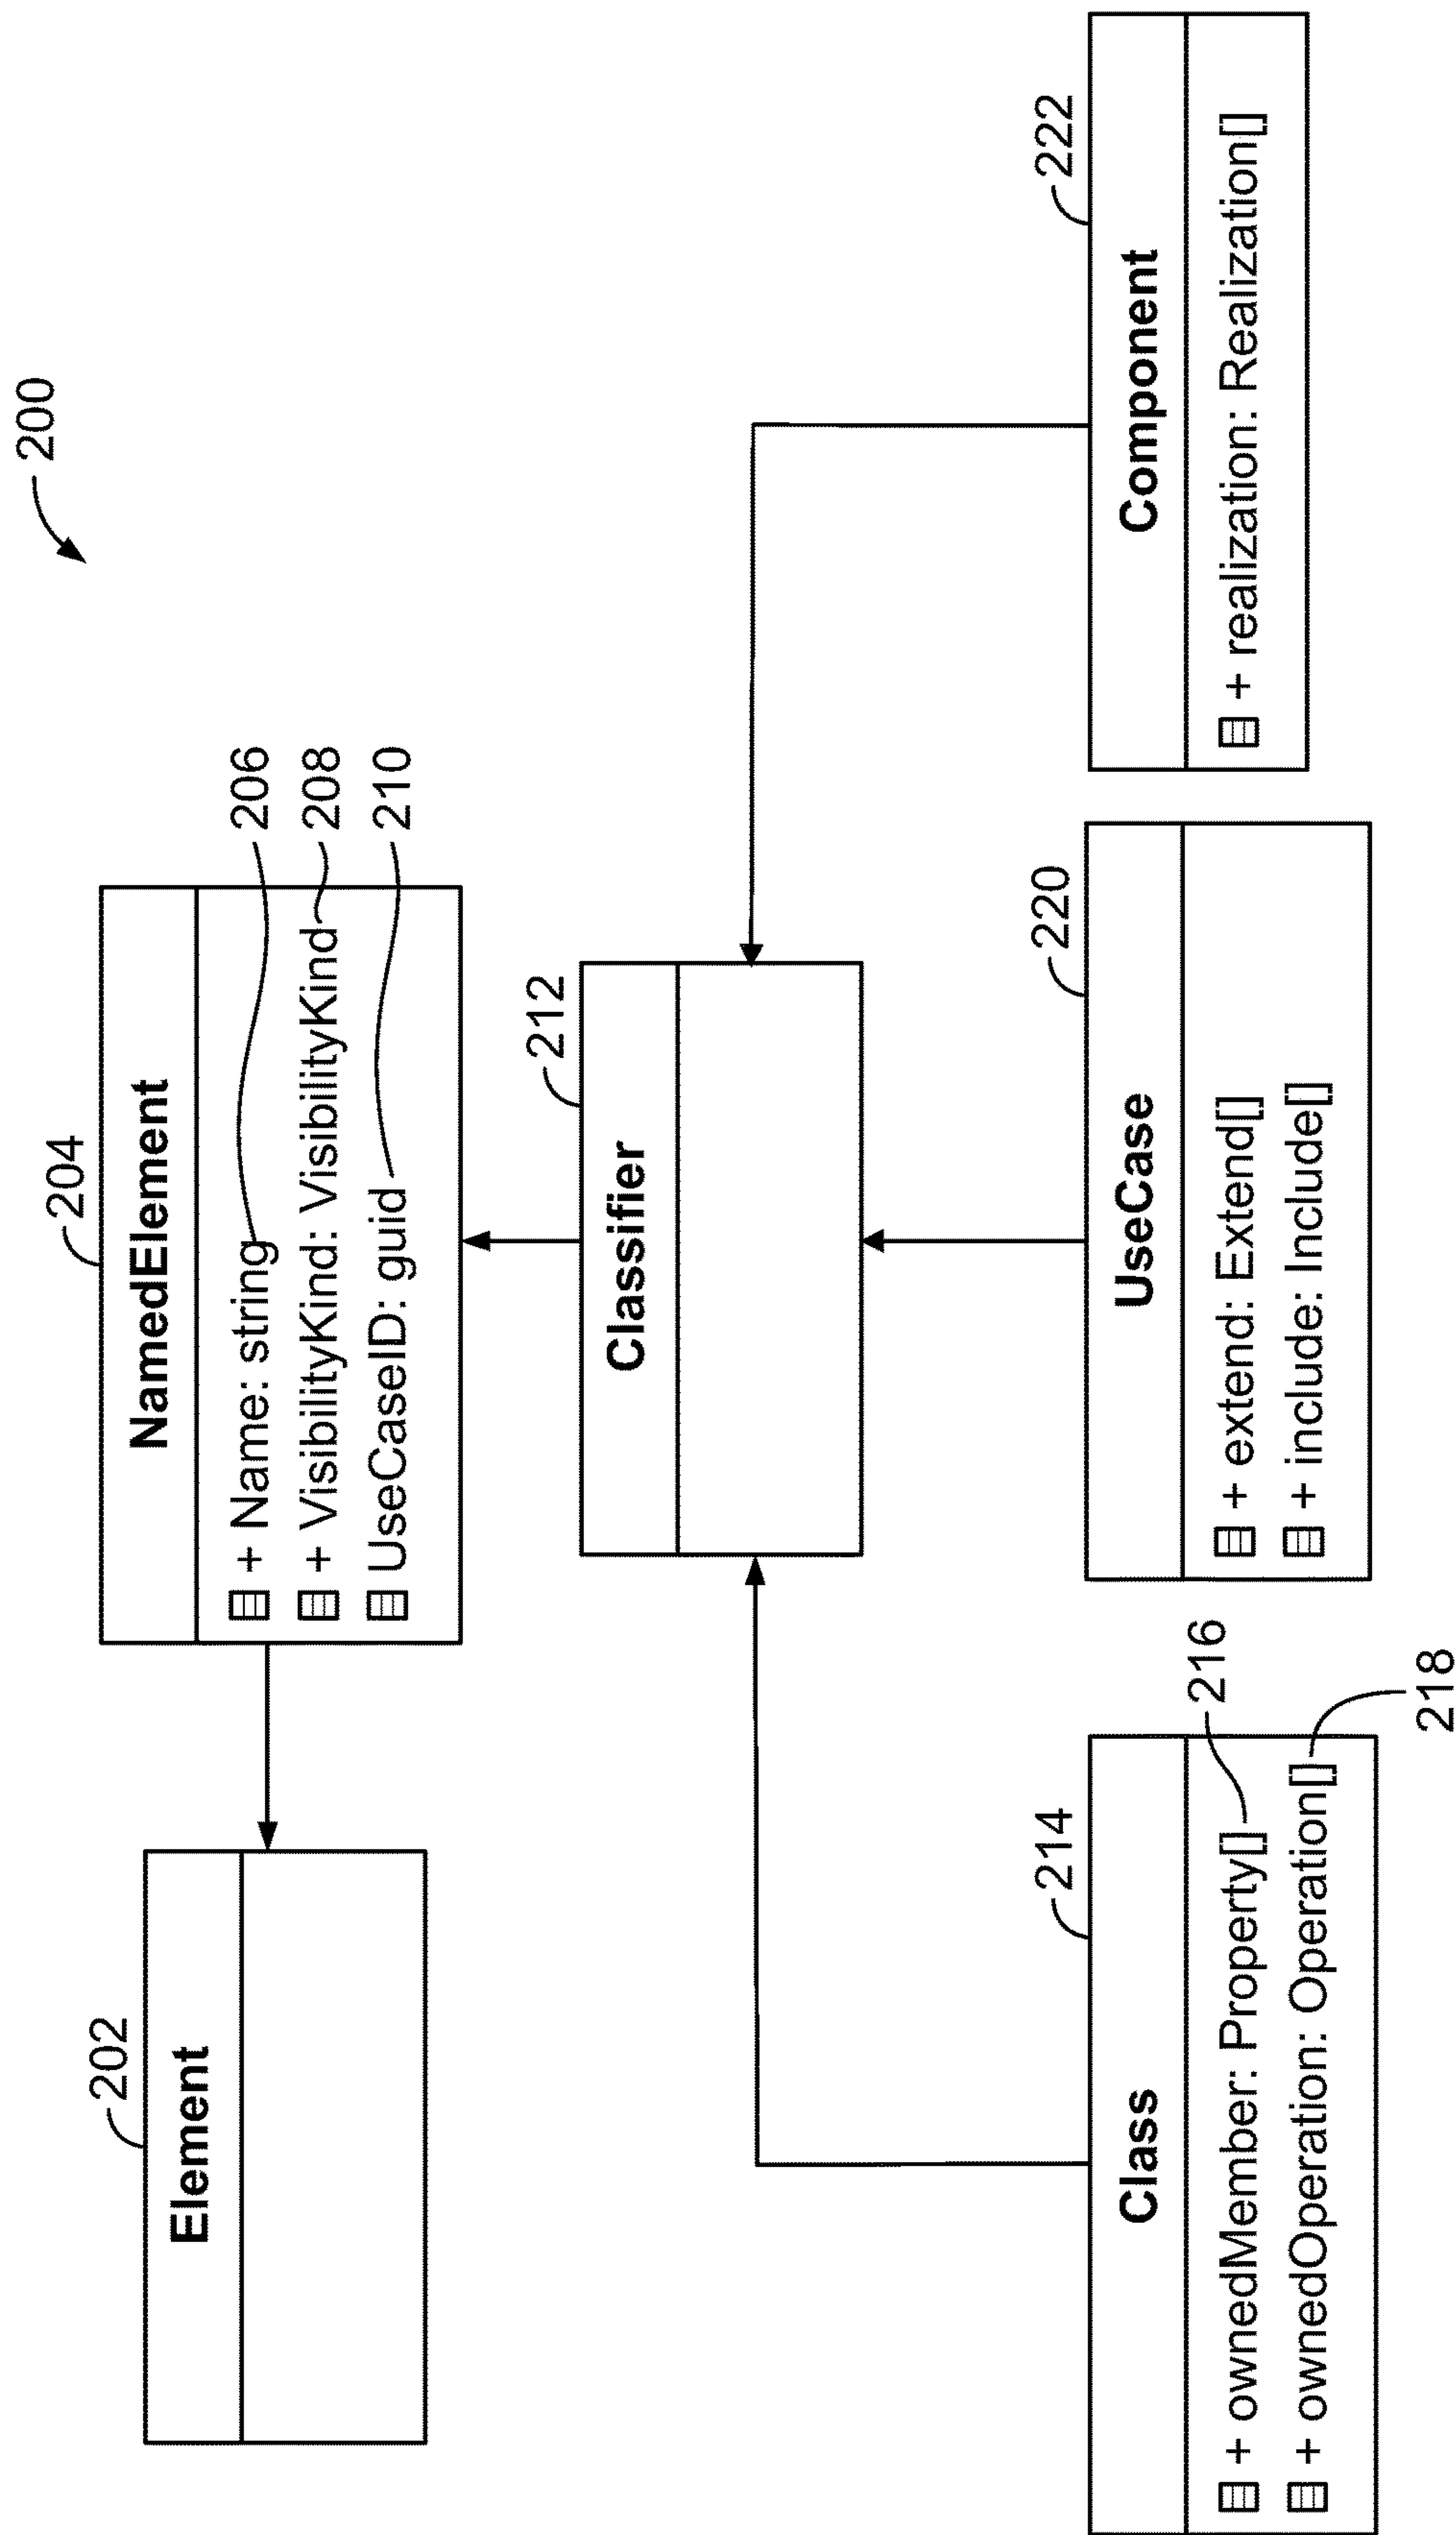 200
204
NamedElement
+ Name: string
206
+ VisibilityKind: VisibilityKind
208
UseCaseID: guid
210
202
Element
212
Classifier
214
Class
+ ownedMember: Property[]
216
+ ownedOperation: Operation[]
218
220
UseCase
+ extend: Extend[]
+ include: Include[]
222
Component
+ realization: Realization[]